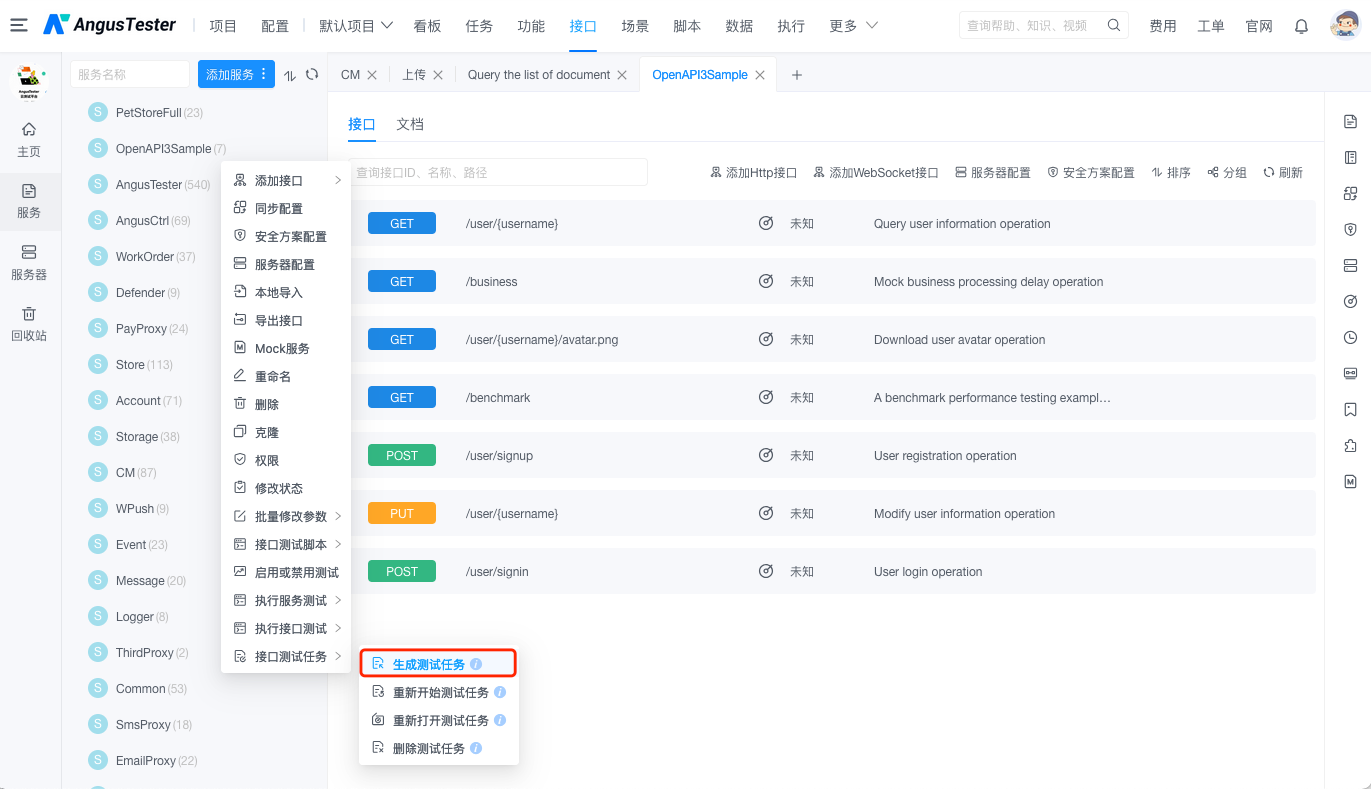 AngusTester
项目
配置
默认项目
看板
任务
功能
接口
场景
脚本
数据
执行
更多
查询帮助、知识、视频
费用
工单
官网
主页
服务
服务器
回收站
服务名称
添加服务
S PetStoreFull (23)
S OpenAPI3Sample (7)
S AngusTester (540)
S AngusCtrl (69)
S WorkOrder (37)
S Defender (9)
S PayProxy (24)
S Store (113)
S Account (71)
S Storage (38)
S CM (87)
S WPush (9)
S Event (23)
S Message (20)
S Logger (8)
S ThirdProxy (2)
S Common (53)
S SmsProxy (18)
S EmailProxy (22)
添加接口
同步配置
安全方案配置
服务器配置
本地导入
导出接口
Mock服务
重命名
删除
克隆
权限
修改状态
批量修改参数
接口测试脚本
启用或禁用测试
执行服务测试
执行接口测试
接口测试任务
生成测试任务
重新开始测试任务
重新打开测试任务
删除测试任务
CM
上传
Query the list of document
OpenAPI3Sample
接口
文档
查询接口ID、名称、路径
添加Http接口
添加WebSocket接口
服务器配置
安全方案配置
排序
分组
刷新
GET /user/{username} 未知 Query user information operation
GET /business 未知 Mock business processing delay operation
GET /user/{username}/avatar.png 未知 Download user avatar operation
GET /benchmark 未知 A benchmark performance testing exampl…
POST /user/signup 未知 User registration operation
PUT /user/{username} 未知 Modify user information operation
POST /user/signin 未知 User login operation